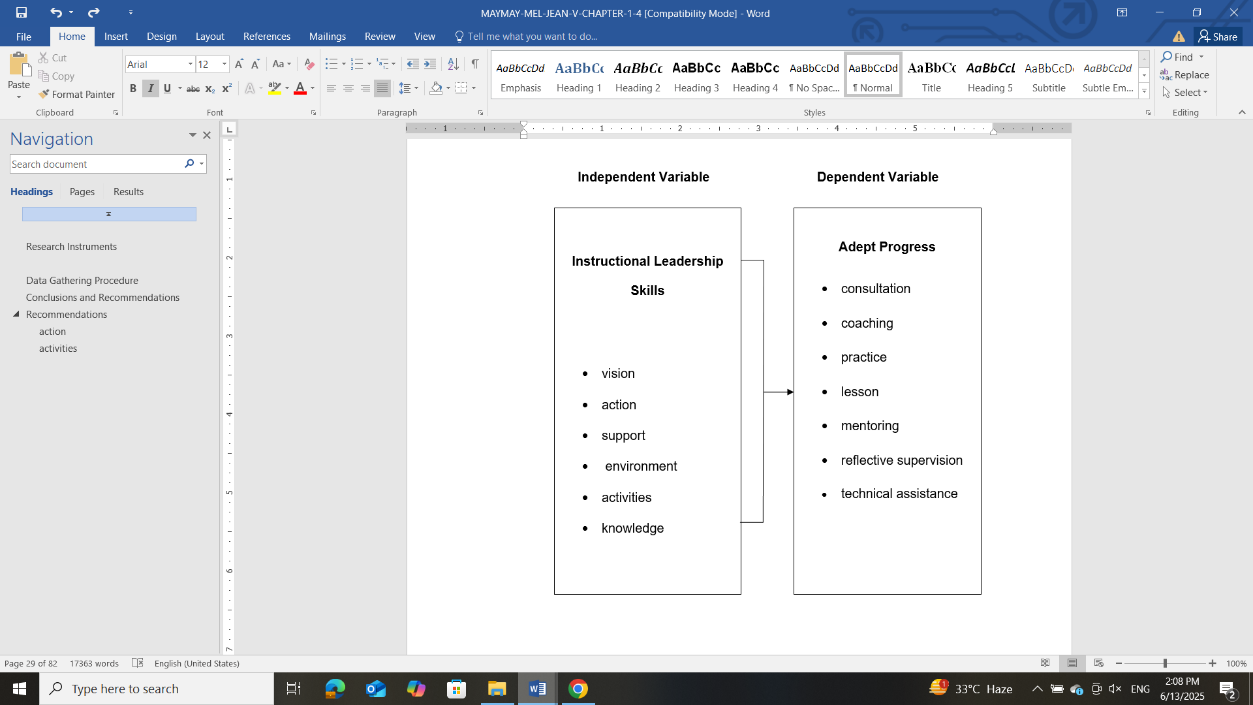 MAYMAY-MEL-JEAN-V-CHAPTER-1-4 [Compatibility Mode] - Word
File Home Insert Design Layout References Mailings Review View Tell me what you want to do... Share
Paste
Cut
Copy
Format Painter
Clipboard
Arial 12
Font
Paragraph
AaBbCcDd AaBbCc AaBbCc AaBbCc AaBbCc AaBbCcDd AaBbCcDd AaBbCc AaBbCcL AaBbCcD AaBbCcDd
Emphasis Heading 1 Heading 2 Heading 3 Heading 4 ¶ No Spac... ¶ Normal Title Heading 5 Subtitle Subtle Em...
Styles
Find
Replace
Select
Editing
Navigation
Search document
Headings Pages Results
Research Instruments
Data Gathering Procedure
Conclusions and Recommendations
Recommendations
action
activities
Independent Variable
Instructional Leadership
Skills
• vision
• action
• support
• environment
• activities
• knowledge
Dependent Variable
Adept Progress
• consultation
• coaching
• practice
• lesson
• mentoring
• reflective supervision
• technical assistance
Page 29 of 82 17363 words English (United States) 100%
Type here to search
33°C Haze
ENG
2:08 PM
6/13/2025
2